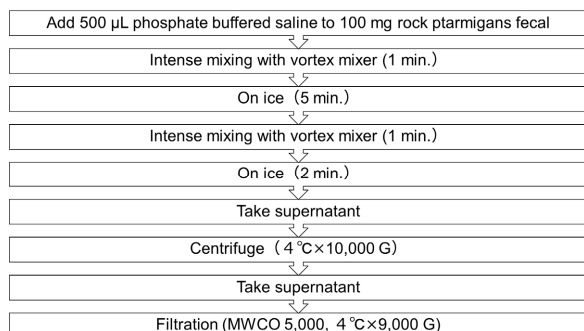 Add 500 μL phosphate buffered saline to 100 mg rock ptarmigans fecal
Intense mixing with vortex mixer (1 min.)
On ice（5 min.）
Intense mixing with vortex mixer (1 min.)
On ice（2 min.）
Take supernatant
Centrifuge（4℃×10,000 G）
Take supernatant
Filtration (MWCO 5,000, 4℃×9,000 G)